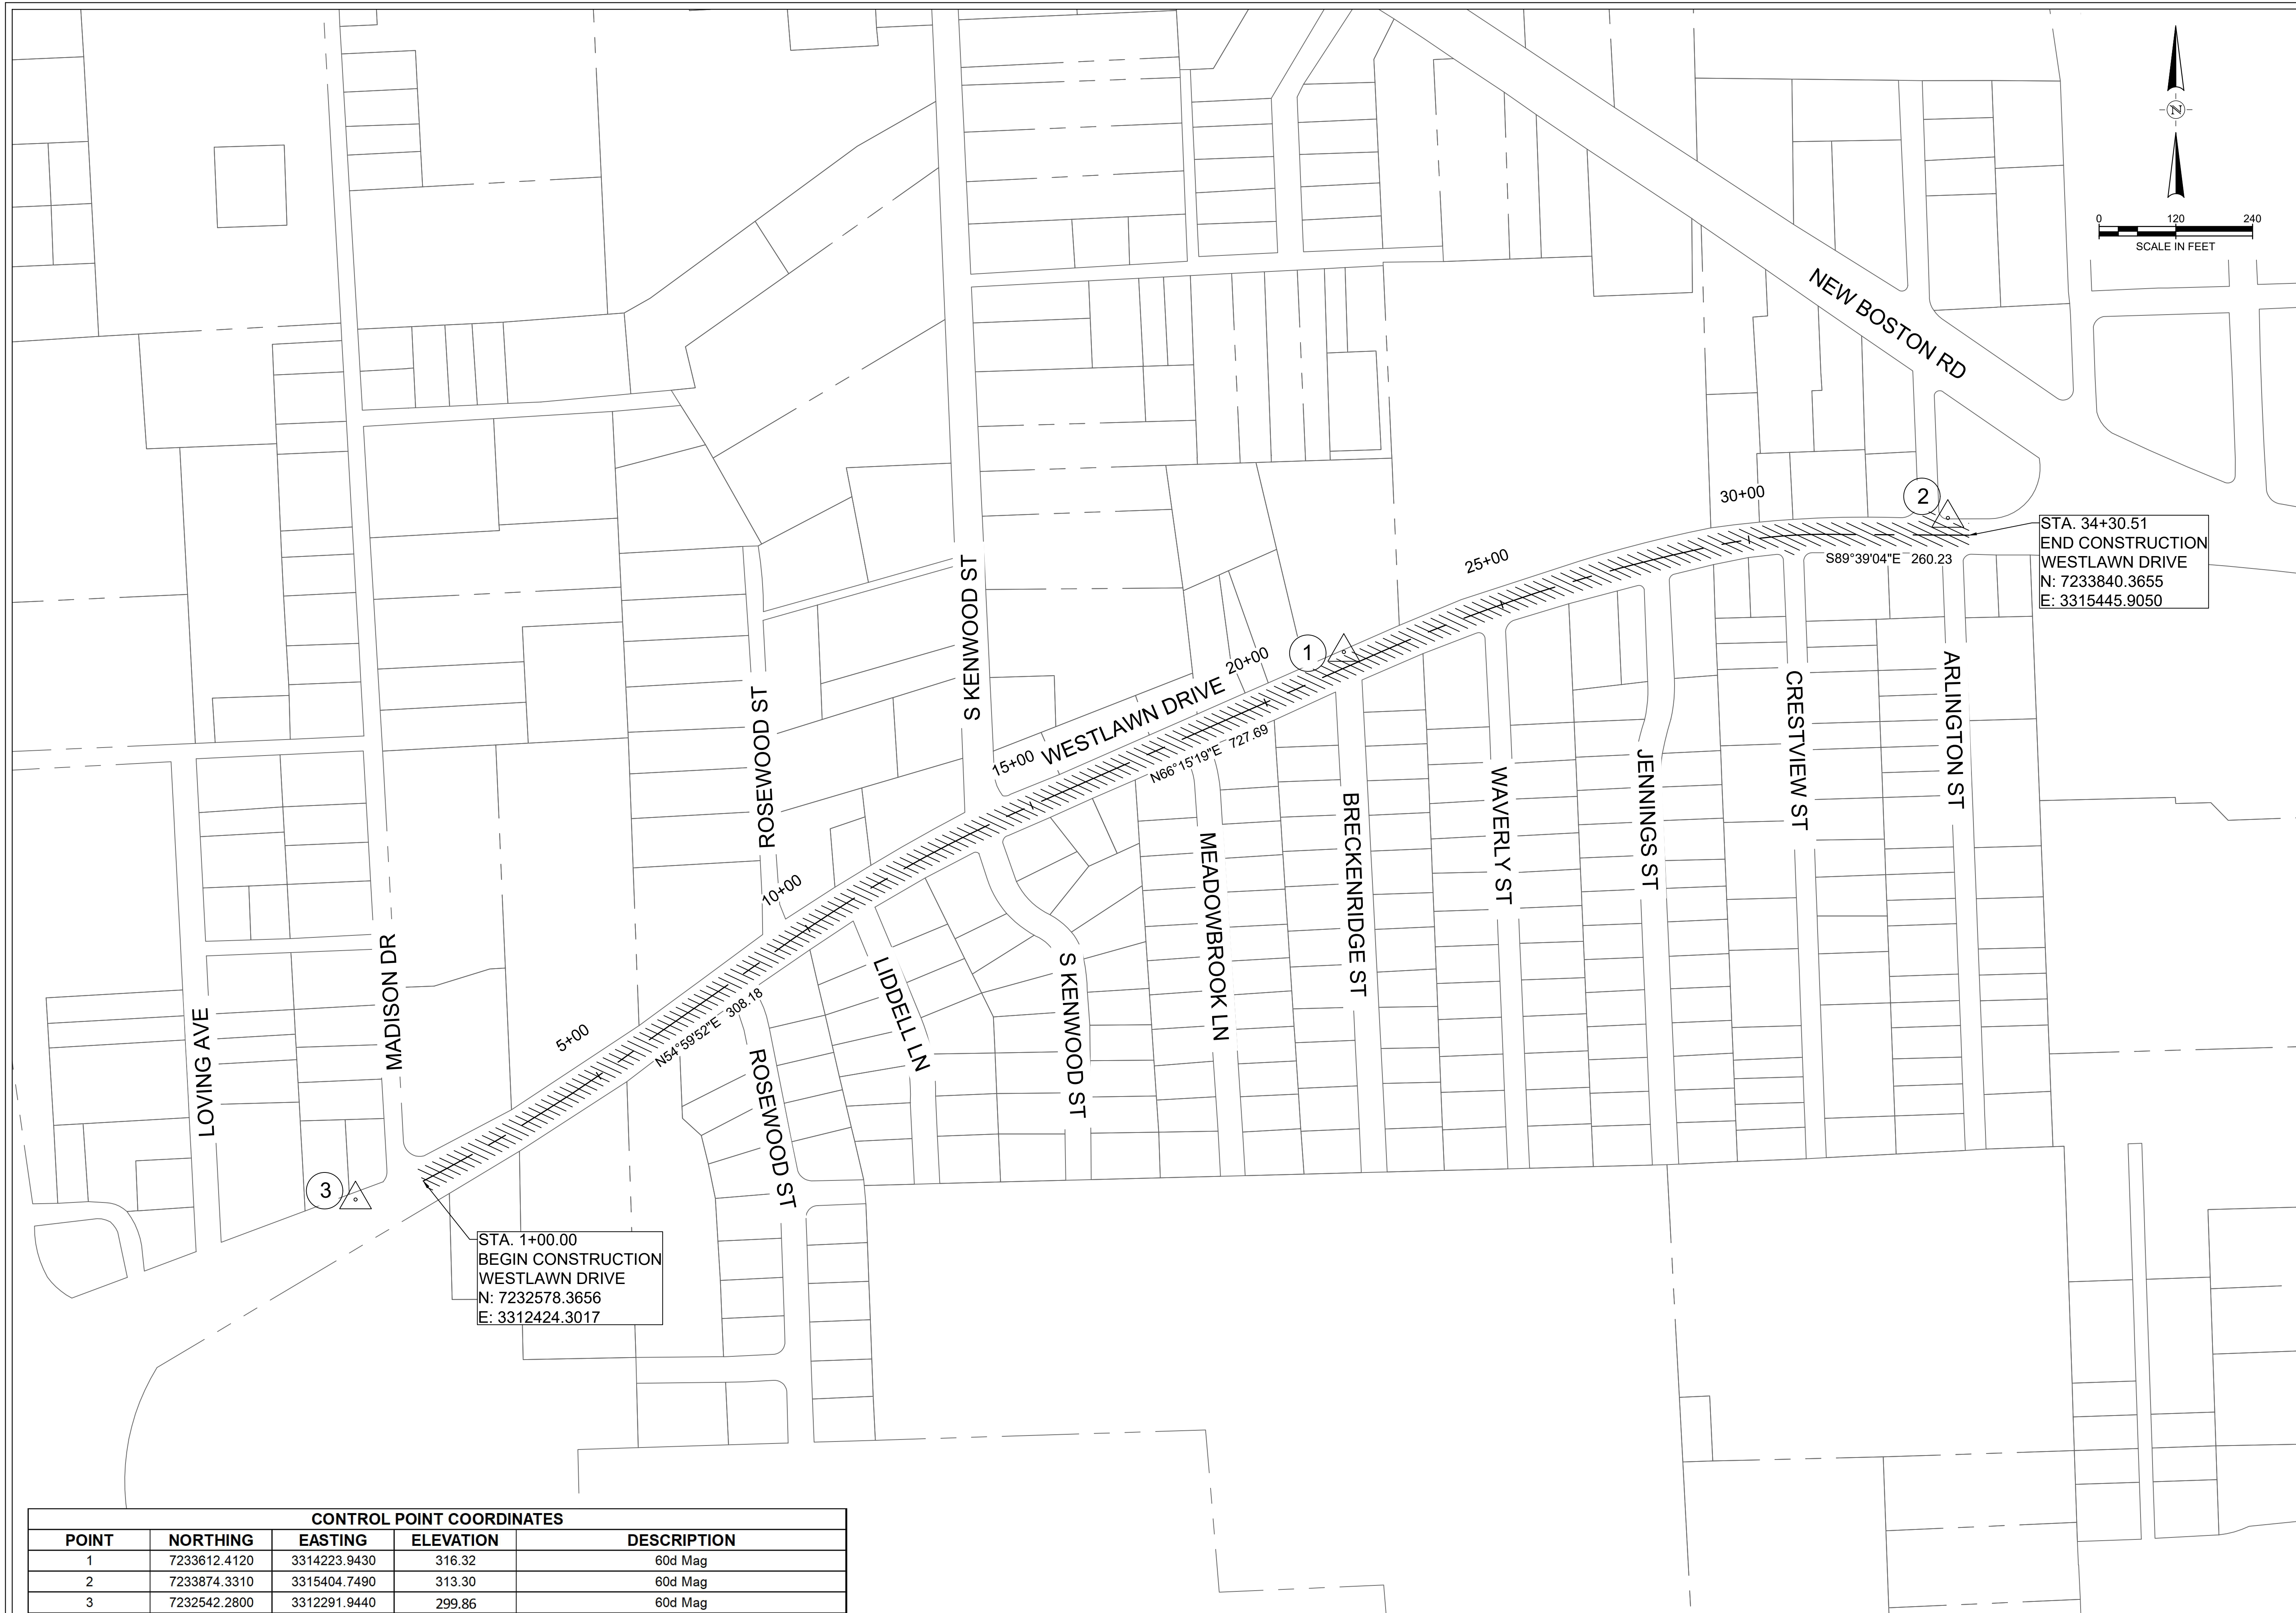 N
0 120 240
SCALE IN FEET
NEW BOSTON RD
30+00
2
STA. 34+30.51
END CONSTRUCTION
WESTLAWN DRIVE
N: 7233840.3655
E: 3315445.9050
S89°39'04"E 260.23
25+00
1
20+00
WESTLAWN DRIVE
15+00
N66°15'19"E 727.69
S KENWOOD ST
ROSEWOOD ST
10+00
5+00
N54°59'52"E 308.18
LOVING AVE
MADISON DR
ROSEWOOD ST
LIDDELL LN
S KENWOOD ST
MEADOWBROOK LN
BRECKENRIDGE ST
WAVERLY ST
JENNINGS ST
CRESTVIEW ST
ARLINGTON ST
3
STA. 1+00.00
BEGIN CONSTRUCTION
WESTLAWN DRIVE
N: 7232578.3656
E: 3312424.3017
CONTROL POINT COORDINATES
POINT NORTHING EASTING ELEVATION DESCRIPTION
1 7233612.4120 3314223.9430 316.32 60d Mag
2 7233874.3310 3315404.7490 313.30 60d Mag
3 7232542.2800 3312291.9440 299.86 60d Mag